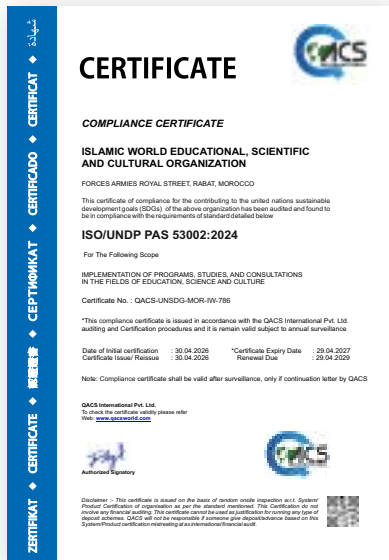 CERTIFICATE
QACS
COMPLIANCE CERTIFICATE
ISLAMIC WORLD EDUCATIONAL, SCIENTIFIC
AND CULTURAL ORGANIZATION
FORCES ARMIES ROYAL STREET, RABAT, MOROCCO
This certificate of compliance for the contributing to the united nations sustainable
development goals (SDGs) of the above organization has been audited and found to
be in compliance with the requirements of standard detailed below
ISO/UNDP PAS 53002:2024
For The Following Scope
IMPLEMENTATION OF PROGRAMS, STUDIES, AND CONSULTATIONS
IN THE FIELDS OF EDUCATION, SCIENCE AND CULTURE
Certificate No. : QACS-UNSDG-MOR-IW-786
*This compliance certificate is issued in accordance with the QACS International Pvt. Ltd.
auditing and Certification procedures and it is remain valid subject to annual surveillance
Date of Initial certification : 30.04.2026 *Certificate Expiry Date : 29.04.2027
Certificate Issue/ Reissue : 30.04.2026 Renewal Due : 29.04.2029
Note: Compliance certificate shall be valid after surveillance, only if continuation letter by QACS
QACS International Pvt. Ltd.
To check the certificate validity please refer
Web: www.qacsworld.com
Authorized Signatory
QACS
Disclaimer :- This certificate is issued on the basis of random onsite inspection w.r.t. System/
Product Certification of organisation as per the standard mentioned. This Certification do not
involve any financial auditing. This certificate cannot be used as justification for running any type of
deposit schemes. QACS will not be responsible if someone give deposit/advance based on this
System/Product certification mistreating at as international financial audit.
ZERTIFIKAT ◆ CERTIFICATE ◆ ◆ СЕРТИФИКАТ ◆ CERTIFICADO ◆ CERTIFICAT ◆ شهادة